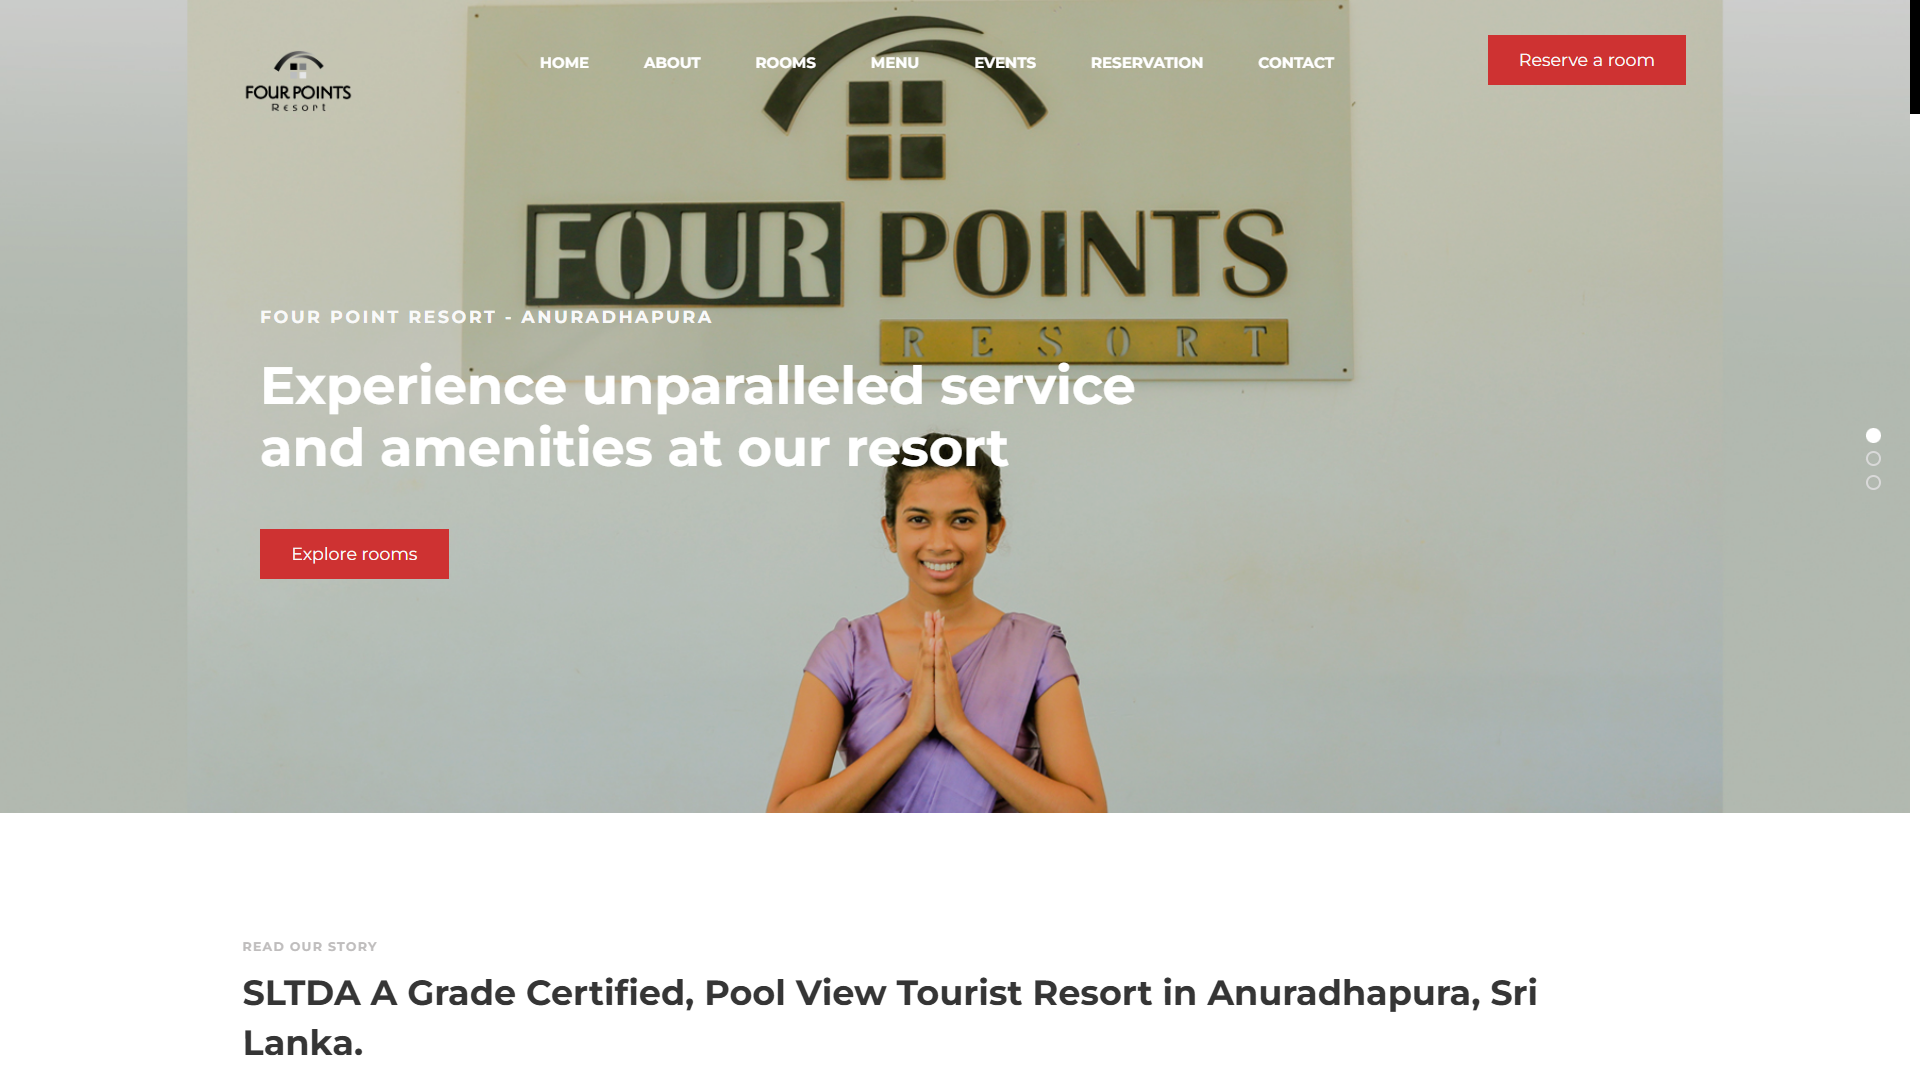 FOUR POINTS
Resort
HOME
ABOUT
ROOMS
MENU
EVENTS
RESERVATION
CONTACT
Reserve a room
FOUR POINTS
RESORT
FOUR POINT RESORT - ANURADHAPURA
Experience unparalleled service
and amenities at our resort
Explore rooms
READ OUR STORY
SLTDA A Grade Certified, Pool View Tourist Resort in Anuradhapura, Sri
Lanka.